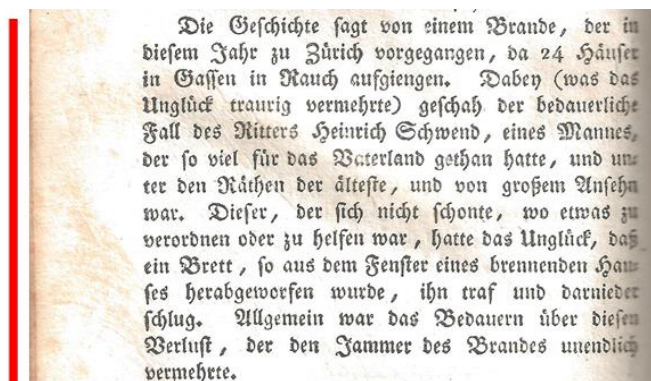 Die Geschichte sagt von einem Brande, der in
diesem Jahr zu Zürich vorgegangen, da 24 Häuser
in Gassen in Rauch aufgiengen. Dabey (was das
Unglück traurig vermehrte) geschah der bedauerliche
Fall des Ritters Heinrich Schwend, eines Mannes,
der so viel für das Vaterland gethan hatte, und un-
ter den Räthen der älteste, und von großem Ansehn
war. Dieser, der sich nicht schonte, wo etwas zu
verordnen oder zu helfen war, hatte das Unglück, daß
ein Brett, so aus dem Fenster eines brennenden Hau-
ses herabgeworfen wurde, ihn traf und darnieder
schlug. Allgemein war das Bedauern über diesen
Verlust, der den Jammer des Brandes unendlich
vermehrte.